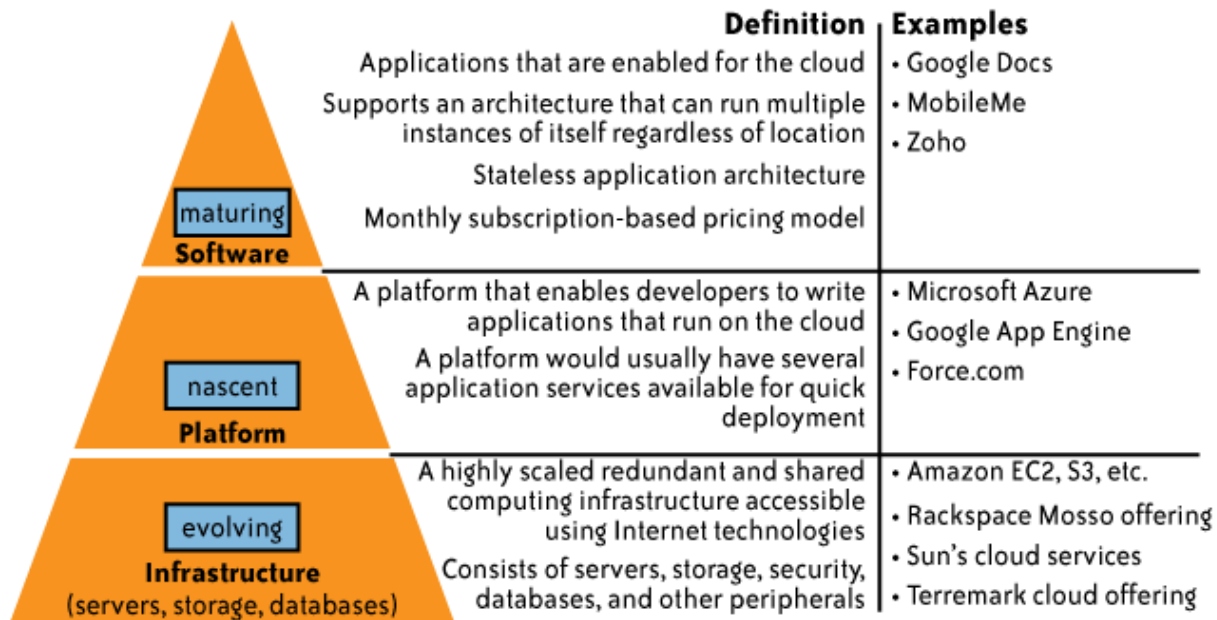 Definition
Examples
Applications that are enabled for the cloud
Supports an architecture that can run multiple
instances of itself regardless of location
Stateless application architecture
Monthly subscription-based pricing model
• Google Docs
• MobileMe
• Zoho
maturing
Software
A platform that enables developers to write
applications that run on the cloud
A platform would usually have several
application services available for quick
deployment
• Microsoft Azure
• Google App Engine
• Force.com
nascent
Platform
A highly scaled redundant and shared
computing infrastructure accessible
using Internet technologies
Consists of servers, storage, security,
databases, and other peripherals
• Amazon EC2, S3, etc.
• Rackspace Mosso offering
• Sun's cloud services
• Terremark cloud offering
evolving
Infrastructure
(servers, storage, databases)